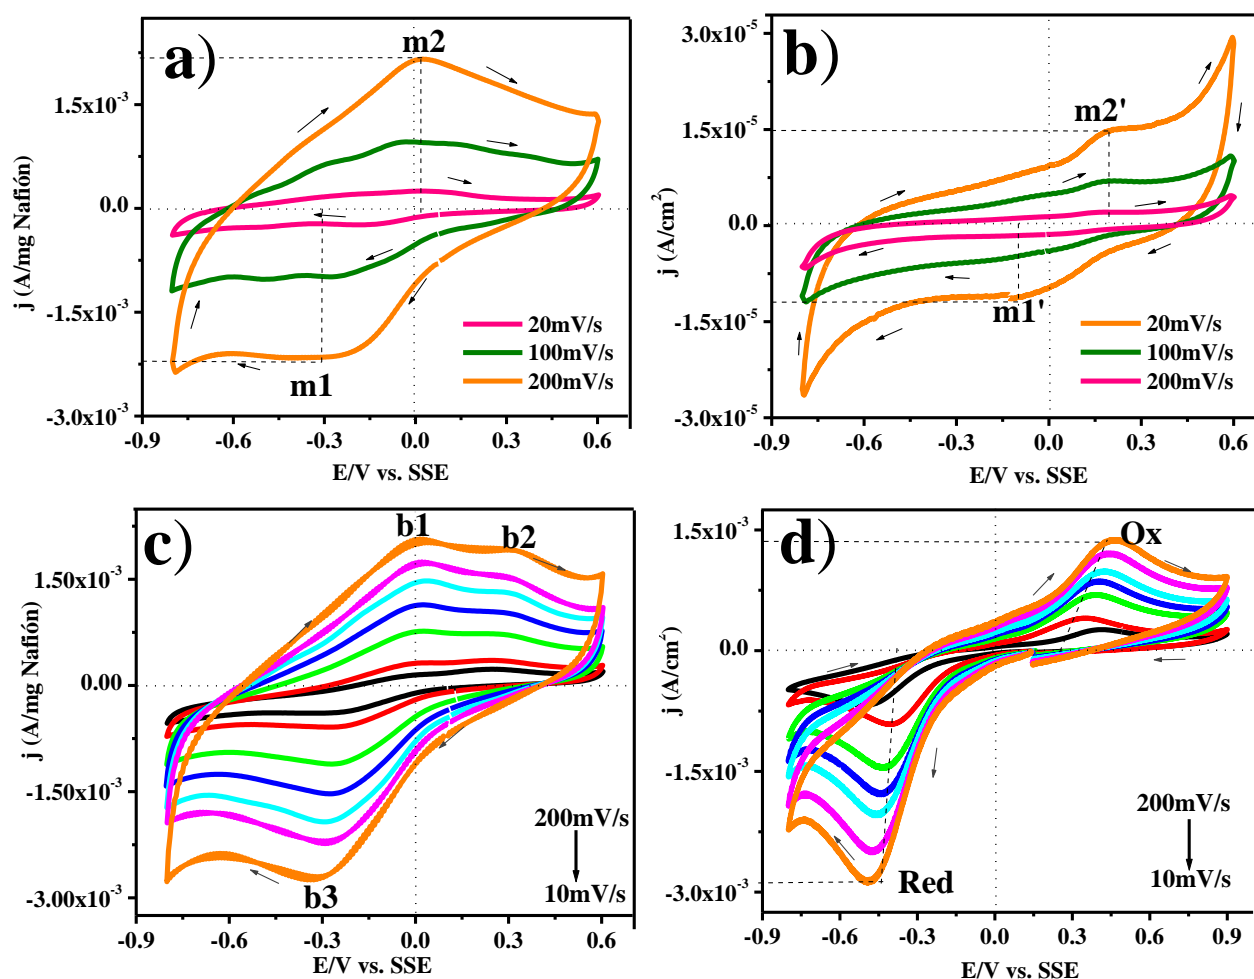 a)
m2
1.5x10-3
0.0
-1.5x10-3
-3.0x10-3
j (A/mg Nafión)
m1
20mV/s
100mV/s
200mV/s
-0.9 -0.6 -0.3 0.0 0.3 0.6
E/V vs. SSE
b)
m2'
3.0x10-5
1.5x10-5
0.0
-1.5x10-5
-3.0x10-5
j (A/cm2)
m1'
20mV/s
100mV/s
200mV/s
-0.9 -0.6 -0.3 0.0 0.3 0.6
E/V vs. SSE
c)
b1
b2
1.50x10-3
0.00
-1.50x10-3
-3.00x10-3
j (A/mg Nafión)
200mV/s
10mV/s
b3
-0.9 -0.6 -0.3 0.0 0.3 0.6
E/V vs. SSE
d)
Ox
1.5x10-3
0.0
-1.5x10-3
-3.0x10-3
j (A/cm2)
200mV/s
10mV/s
Red
-0.9 -0.6 -0.3 0.0 0.3 0.6 0.9
E/V vs. SSE